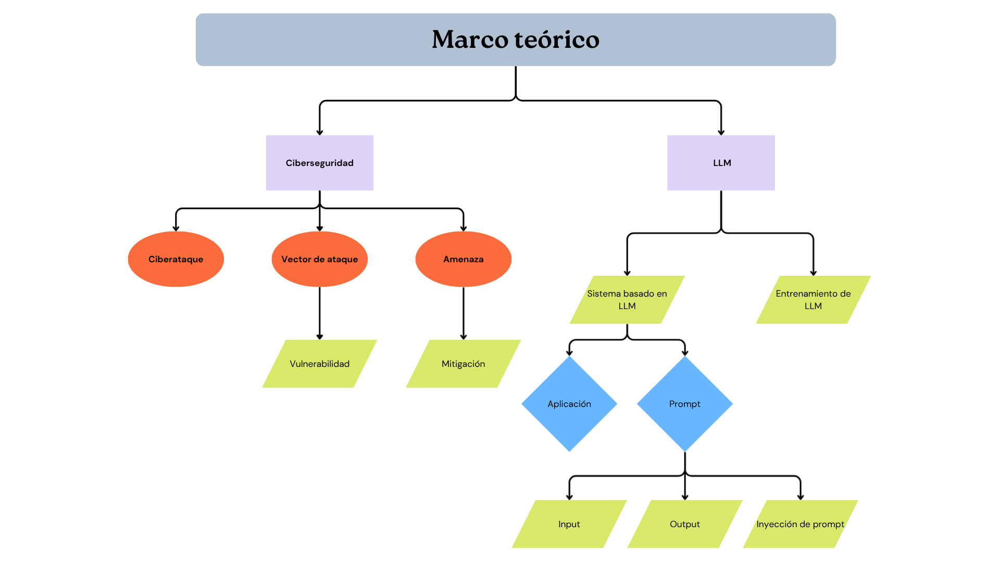 Marco teórico
Ciberseguridad
LLM
Ciberataque
Vector de ataque
Amenaza
Sistema basado en
LLM
Entrenamiento de
LLM
Vulnerabilidad
Mitigación
Aplicación
Prompt
Input
Output
Inyección de prompt